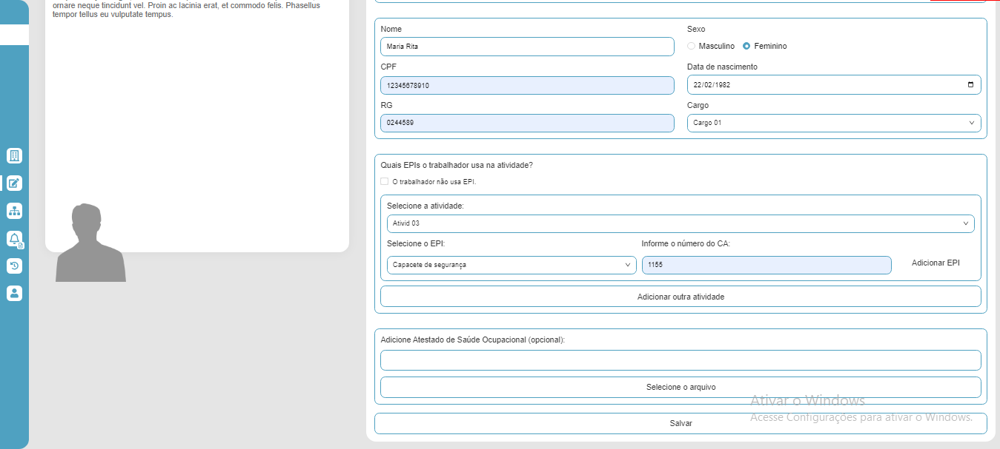 ornare neque tincidunt vel. Proin ac lacinia erat, et commodo felis. Phasellus
tempor tellus eu vulputate tempus.
Nome
Maria Rita
Sexo
Masculino
Feminino
CPF
12345678910
Data de nascimento
22/02/1982
RG
0244589
Cargo
Cargo 01
Quais EPIs o trabalhador usa na atividade?
O trabalhador não usa EPI.
Selecione a atividade:
Ativid 03
Selecione o EPI:
Capacete de segurança
Informe o número do CA:
1155
Adicionar EPI
Adicionar outra atividade
Adicione Atestado de Saúde Ocupacional (opcional):
Selecione o arquivo
Salvar
Ativar o Windows
Acesse Configurações para ativar o Windows.